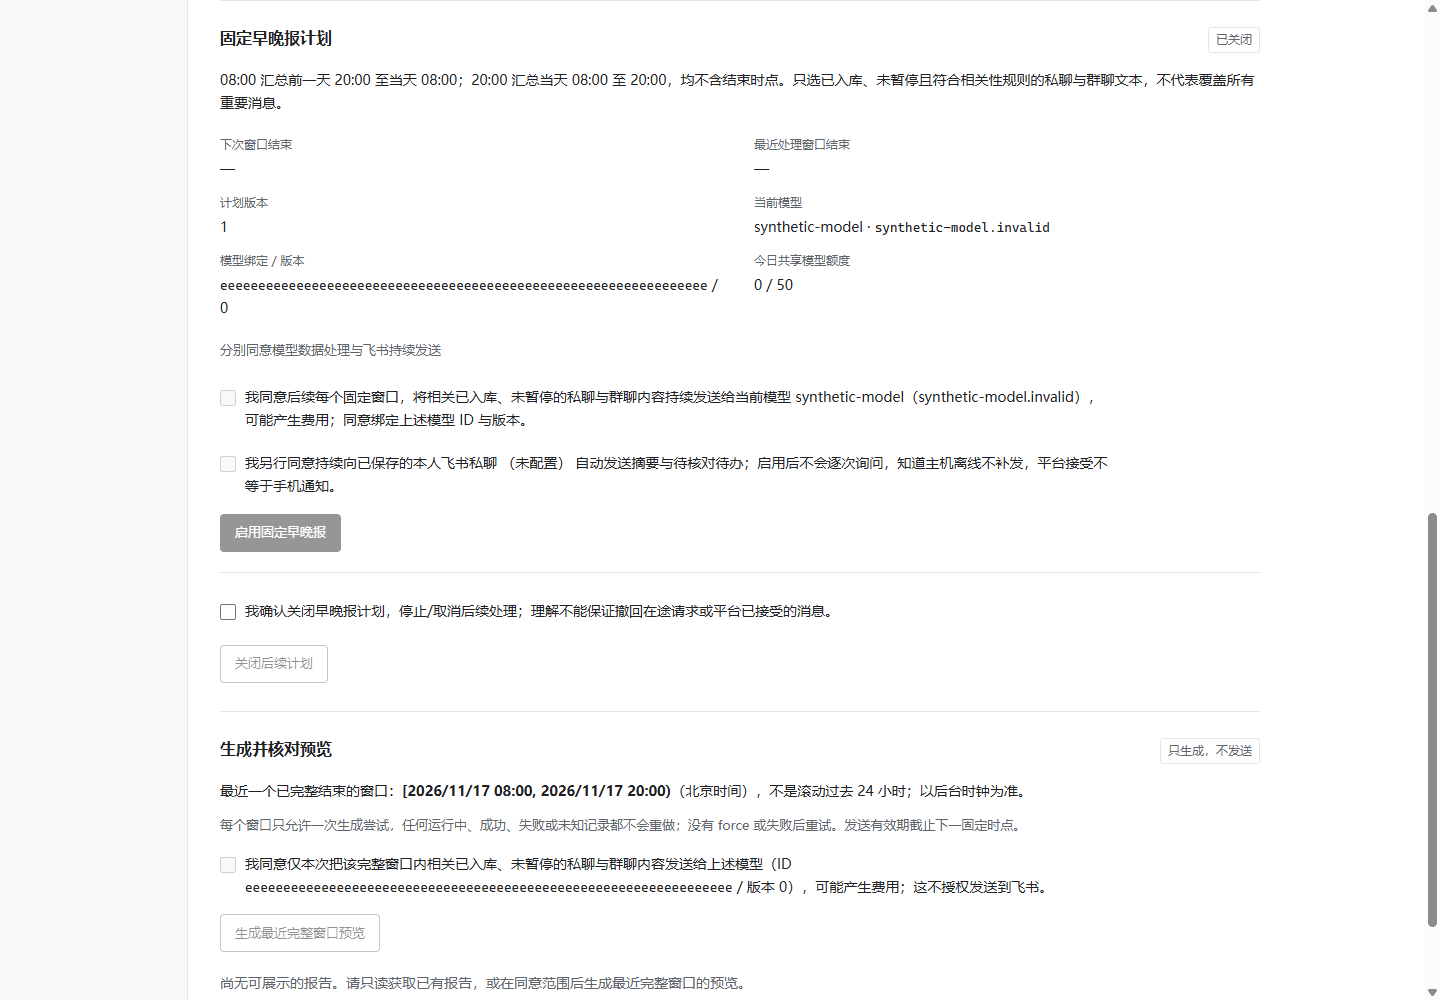 固定早晚报计划
已关闭
08:00 汇总前一天 20:00 至当天 08:00；20:00 汇总当天 08:00 至 20:00，均不含结束时点。只选已入库、未暂停且符合相关性规则的私聊与群聊文本，不代表覆盖所有
重要消息。
下次窗口结束
—
最近处理窗口结束
—
计划版本
1
当前模型
synthetic-model · synthetic-model.invalid
模型绑定 / 版本
eeeeeeeeeeeeeeeeeeeeeeeeeeeeeeeeeeeeeeeeeeeeeeeeeeeeeeeeeeeeeeee /
0
今日共享模型额度
0 / 50
分别同意模型数据处理与飞书持续发送
我同意后续每个固定窗口，将相关已入库、未暂停的私聊与群聊内容持续发送给当前模型 synthetic-model（synthetic-model.invalid），
可能产生费用；同意绑定上述模型 ID 与版本。
我另行同意持续向已保存的本人飞书私聊 （未配置） 自动发送摘要与待核对待办；启用后不会逐次询问，知道主机离线不补发，平台接受不
等于手机通知。
启用固定早晚报
我确认关闭早晚报计划，停止/取消后续处理；理解不能保证撤回在途请求或平台已接受的消息。
关闭后续计划
生成并核对预览
只生成，不发送
最近一个已完整结束的窗口：[2026/11/17 08:00, 2026/11/17 20:00)（北京时间），不是滚动过去 24 小时；以后台时钟为准。
每个窗口只允许一次生成尝试，任何运行中、成功、失败或未知记录都不会重做；没有 force 或失败后重试。发送有效期截止下一固定时点。
我同意仅本次把该完整窗口内相关已入库、未暂停的私聊与群聊内容发送给上述模型（ID
eeeeeeeeeeeeeeeeeeeeeeeeeeeeeeeeeeeeeeeeeeeeeeeeeeeeeeeeeeeeeeee / 版本 0），可能产生费用；这不授权发送到飞书。
生成最近完整窗口预览
尚无可展示的报告。请只读获取已有报告，或在同意范围后生成最近完整窗口的预览。